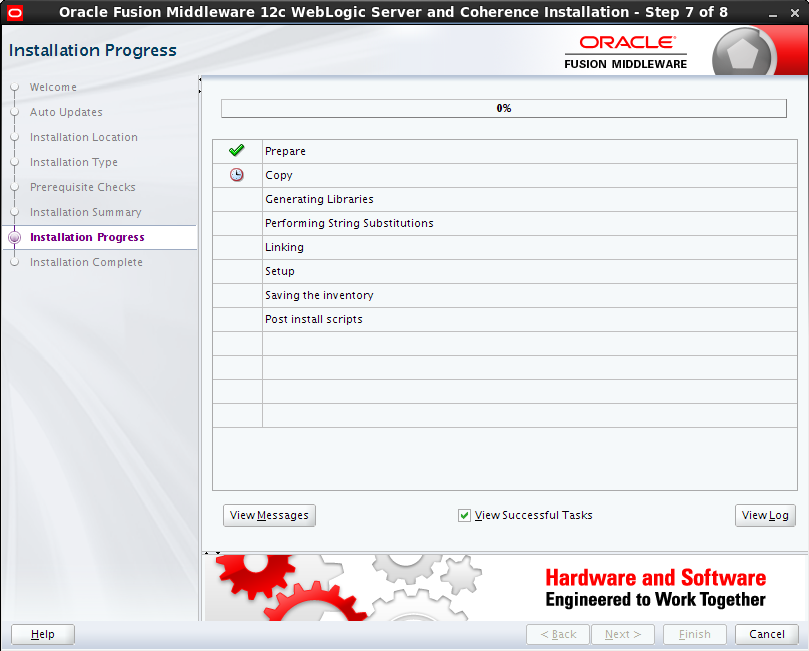 Oracle Fusion Middleware 12c WebLogic Server and Coherence Installation - Step 7 of 8
Installation Progress
ORACLE
FUSION MIDDLEWARE
Welcome
Auto Updates
Installation Location
Installation Type
Prerequisite Checks
Installation Summary
Installation Progress
Installation Complete
0%
Prepare
Copy
Generating Libraries
Performing String Substitutions
Linking
Setup
Saving the inventory
Post install scripts
View Messages
View Successful Tasks
View Log
Hardware and Software
Engineered to Work Together
Help
< Back
Next >
Finish
Cancel